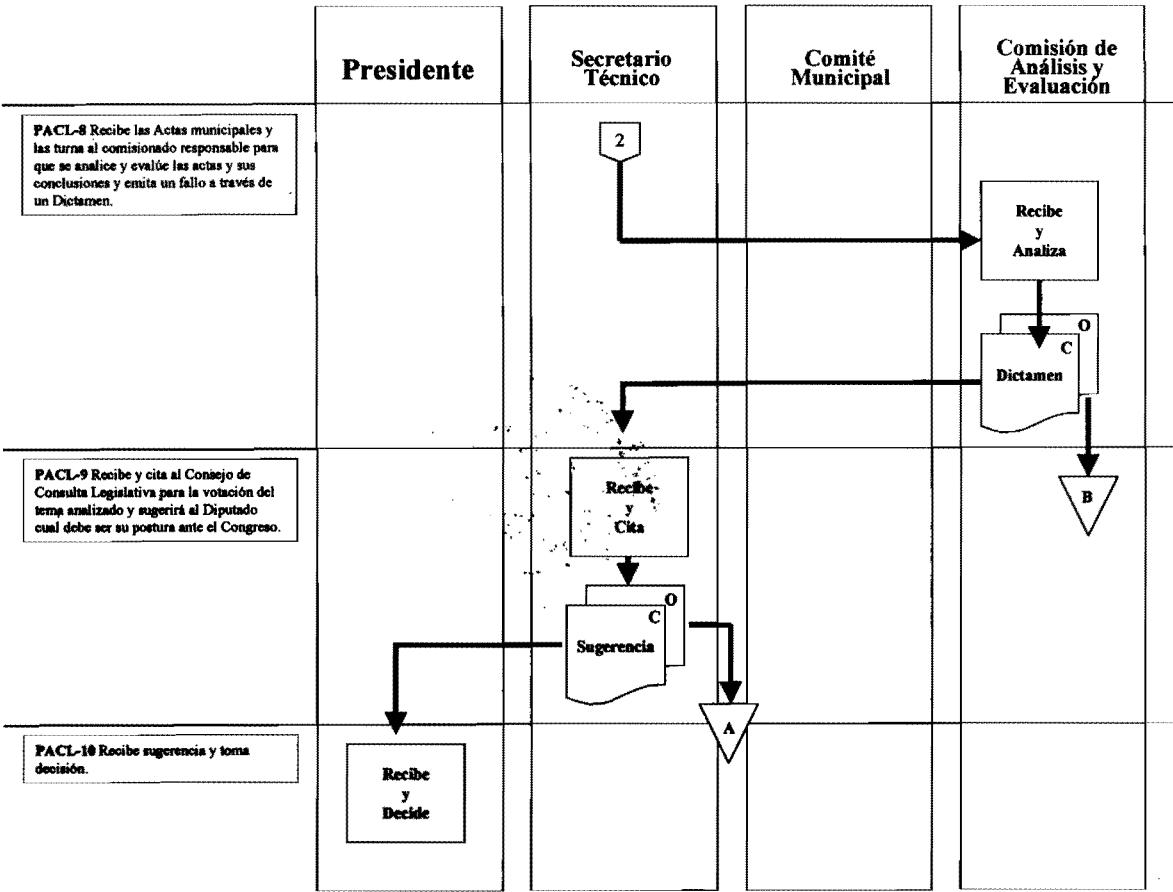 Presidente
Secretario
Técnico
Comité
Municipal
Comisión de
Análisis y
Evaluación
PACL-8 Recibe las Actas municipales y
las turna al comisionado responsable para
que se analice y evalúe las actas y sus
conclusiones y emita un fallo a través de
un Dictamen.
2
Recibe
y
Analiza
O
C
Dictamen
PACL-9 Recibe y cita al Consejo de
Consulta Legislativa para la votación del
tema analizado y sugerirá al Diputado
cual debe ser su postura ante el Congreso.
Recibe
y
Cita
B
O
C
Sugerencia
A
PACL-10 Recibe sugerencia y toma
decisión.
Recibe
y
Decide